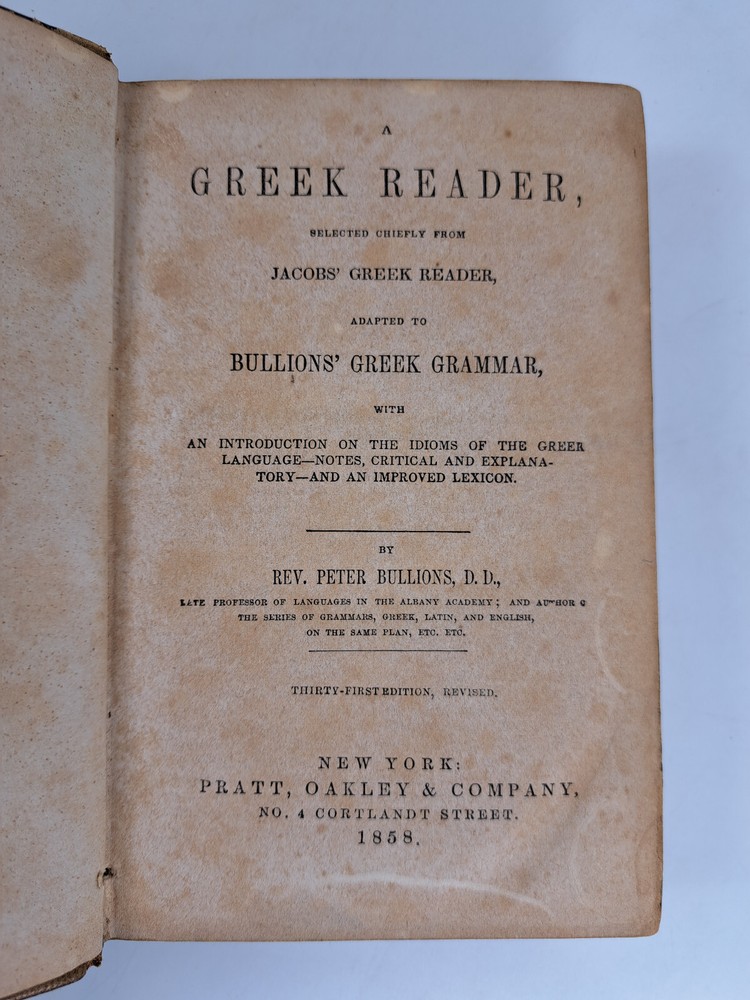 A
GREEK READER,
SELECTED CHIEFLY FROM
JACOBS' GREEK READER,
ADAPTED TO
BULLIONS' GREEK GRAMMAR,
WITH
AN INTRODUCTION ON THE IDIOMS OF THE GREEK
LANGUAGE—NOTES, CRITICAL AND EXPLANA-
TORY—AND AN IMPROVED LEXICON.
BY
REV. PETER BULLIONS, D. D.,
LATE PROFESSOR OF LANGUAGES IN THE ALBANY ACADEMY; AND AUTHOR O
THE SERIES OF GRAMMARS, GREEK, LATIN, AND ENGLISH,
ON THE SAME PLAN, ETC. ETC.
THIRTY-FIRST EDITION, REVISED.
NEW YORK:
PRATT, OAKLEY & COMPANY,
NO. 4 CORTLANDT STREET.
1858.